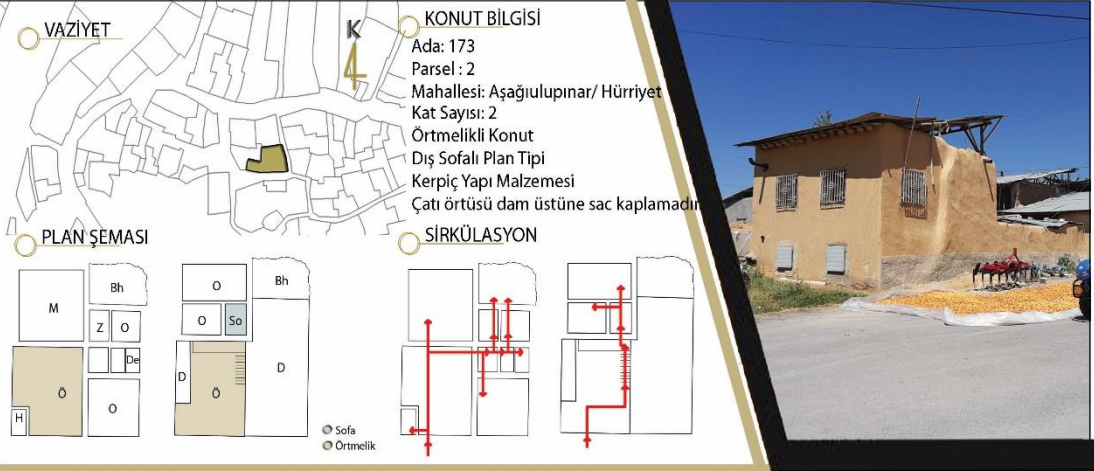 VAZİYET
K
KONUT BİLGİSİ
Ada: 173
Parsel : 2
Mahallesi: Aşağıulupınar/ Hürriyet
Kat Sayısı: 2
Örtmelikli Konut
Dış Sofalı Plan Tipi
Kerpiç Yapı Malzemesi
Çatı örtüsü dam üstüne sac kaplamadır
PLAN ŞEMASI
M
Bh
Z
O
De
Ö
O
H
O
Bh
O
So
D
Ö
D
Sofa
Örtmelik
SİRKÜLASYON